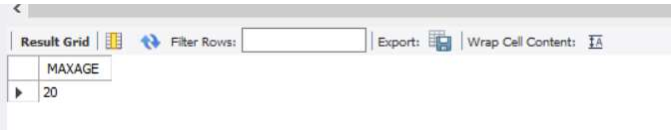 Result Grid Filter Rows: Export: Wrap Cell Content:
MAXAGE
20